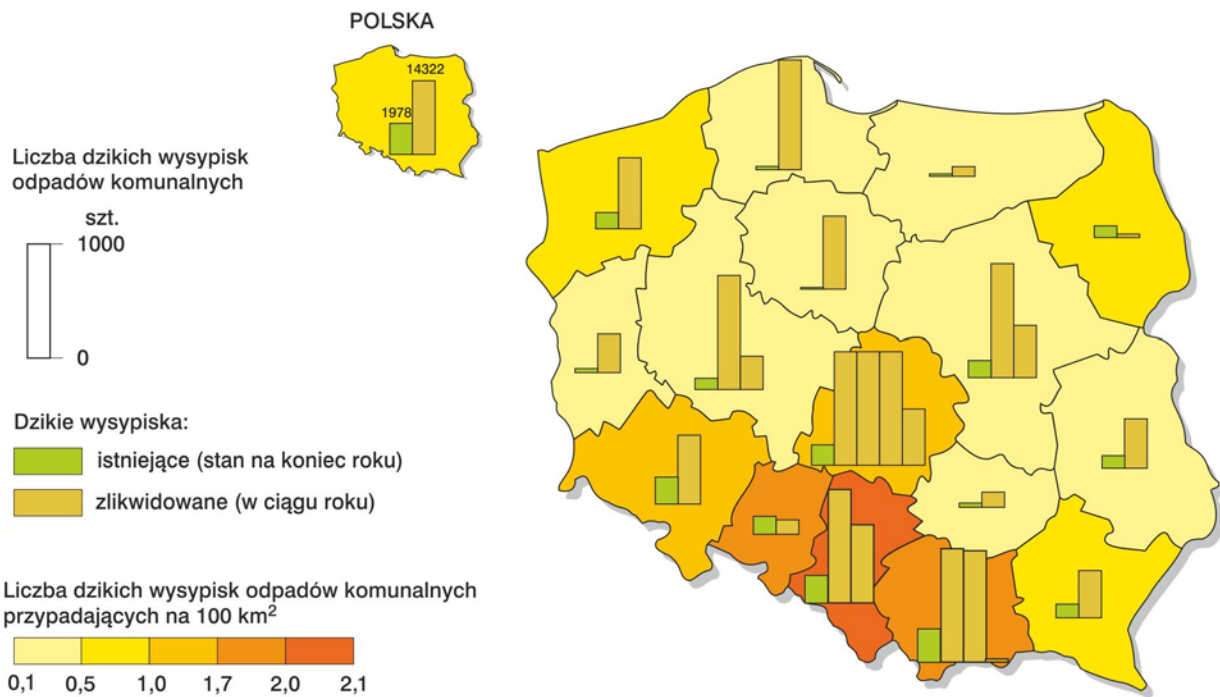 POLSKA
14322
1978
Liczba dzikich wysypisk
odpadów komunalnych
szt.
1000
0
Dzikie wysypiska:
istniejące (stan na koniec roku)
zlikwidowane (w ciągu roku)
Liczba dzikich wysypisk odpadów komunalnych
przypadających na 100 km²
0,1 0,5 1,0 1,7 2,0 2,1